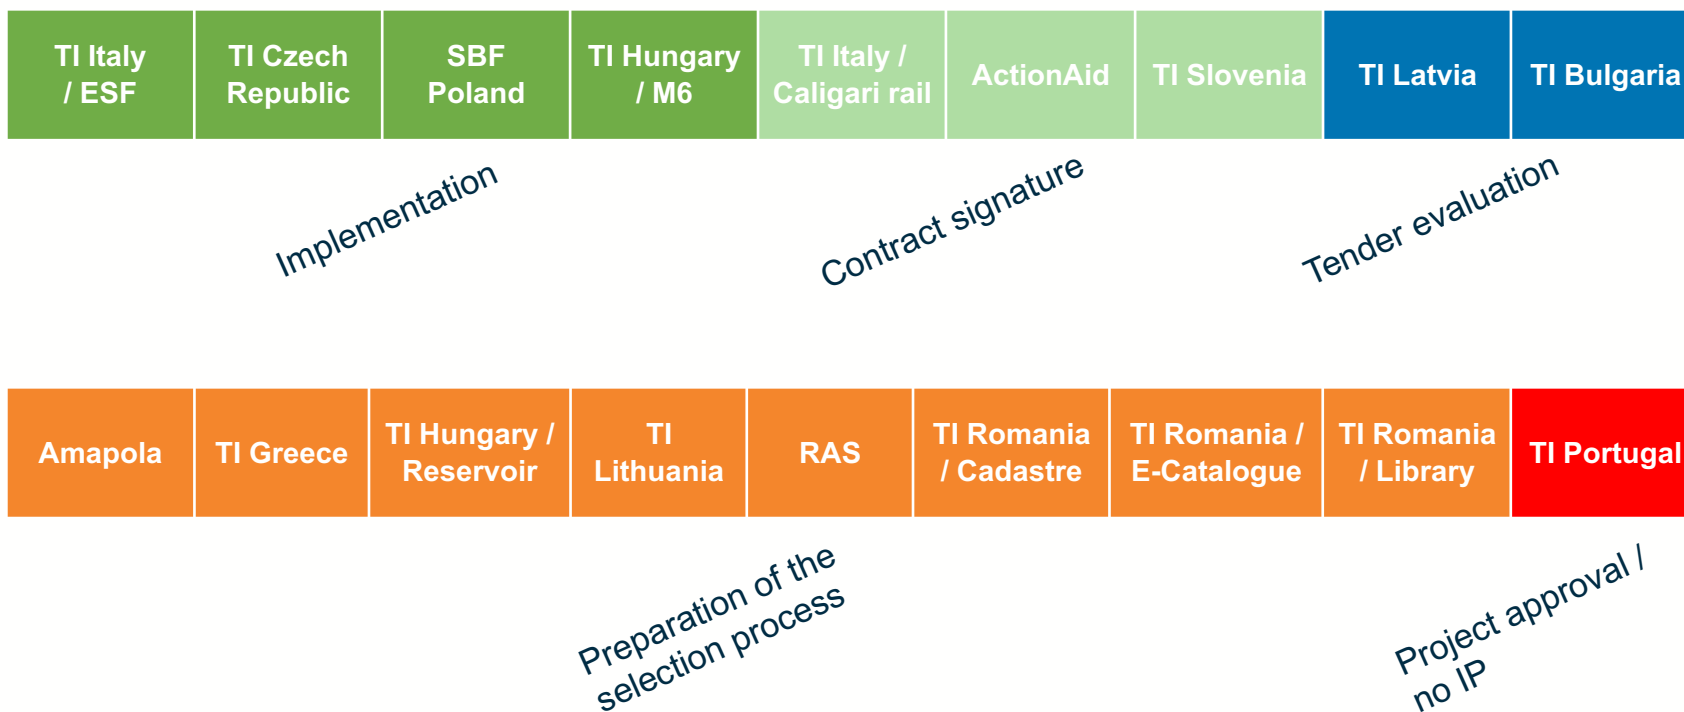 TI Italy
/ ESF
TI Czech
Republic
SBF
Poland
TI Hungary
/ M6
TI Italy /
Caligari rail
ActionAid
TI Slovenia
TI Latvia
TI Bulgaria
Implementation
Contract signature
Tender evaluation
Amapola
TI Greece
TI Hungary /
Reservoir
TI
Lithuania
RAS
TI Romania
/ Cadastre
TI Romania /
E-Catalogue
TI Romania
/ Library
TI Portugal
Preparation of the
selection process
Project approval /
no IP